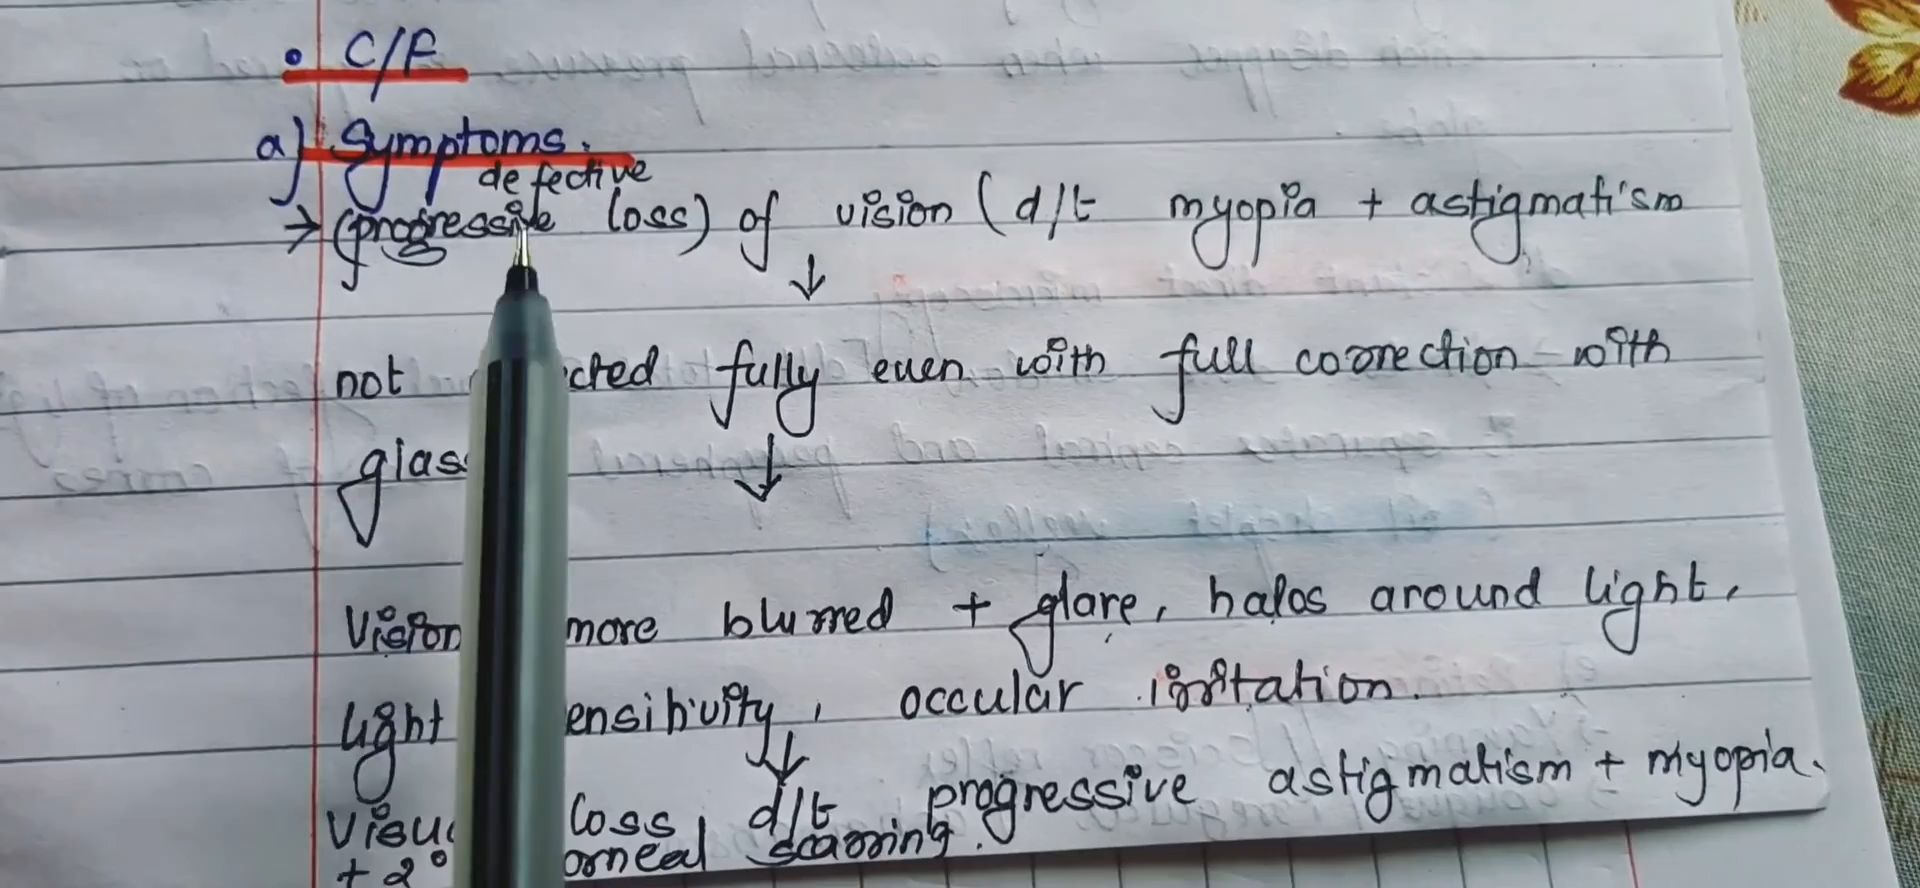 • C/F
a) Symptoms.
defective
→ (progressive loss) of vision (d/t myopia + astigmatism
↓
not cted fully even with full correction with
glass
↓
Vision more blurred + glare, halos around light,
light ensitivity, occular irritation.
↓
Visu loss d/t progressive astigmatism + myopia.
+ 2° orneal scarring.